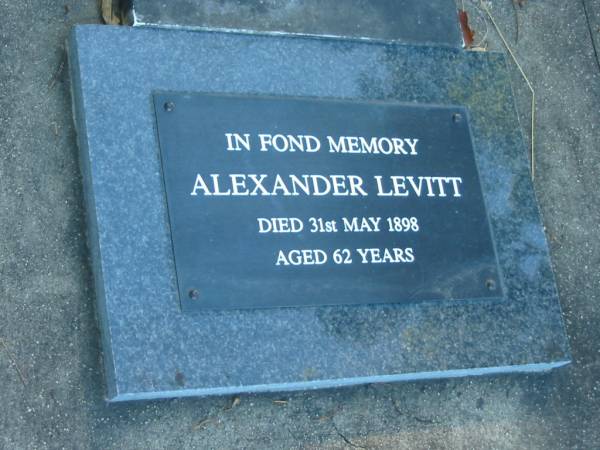 IN FOND MEMORY
ALEXANDER LEVITT
DIED 31st MAY 1898
AGED 62 YEARS